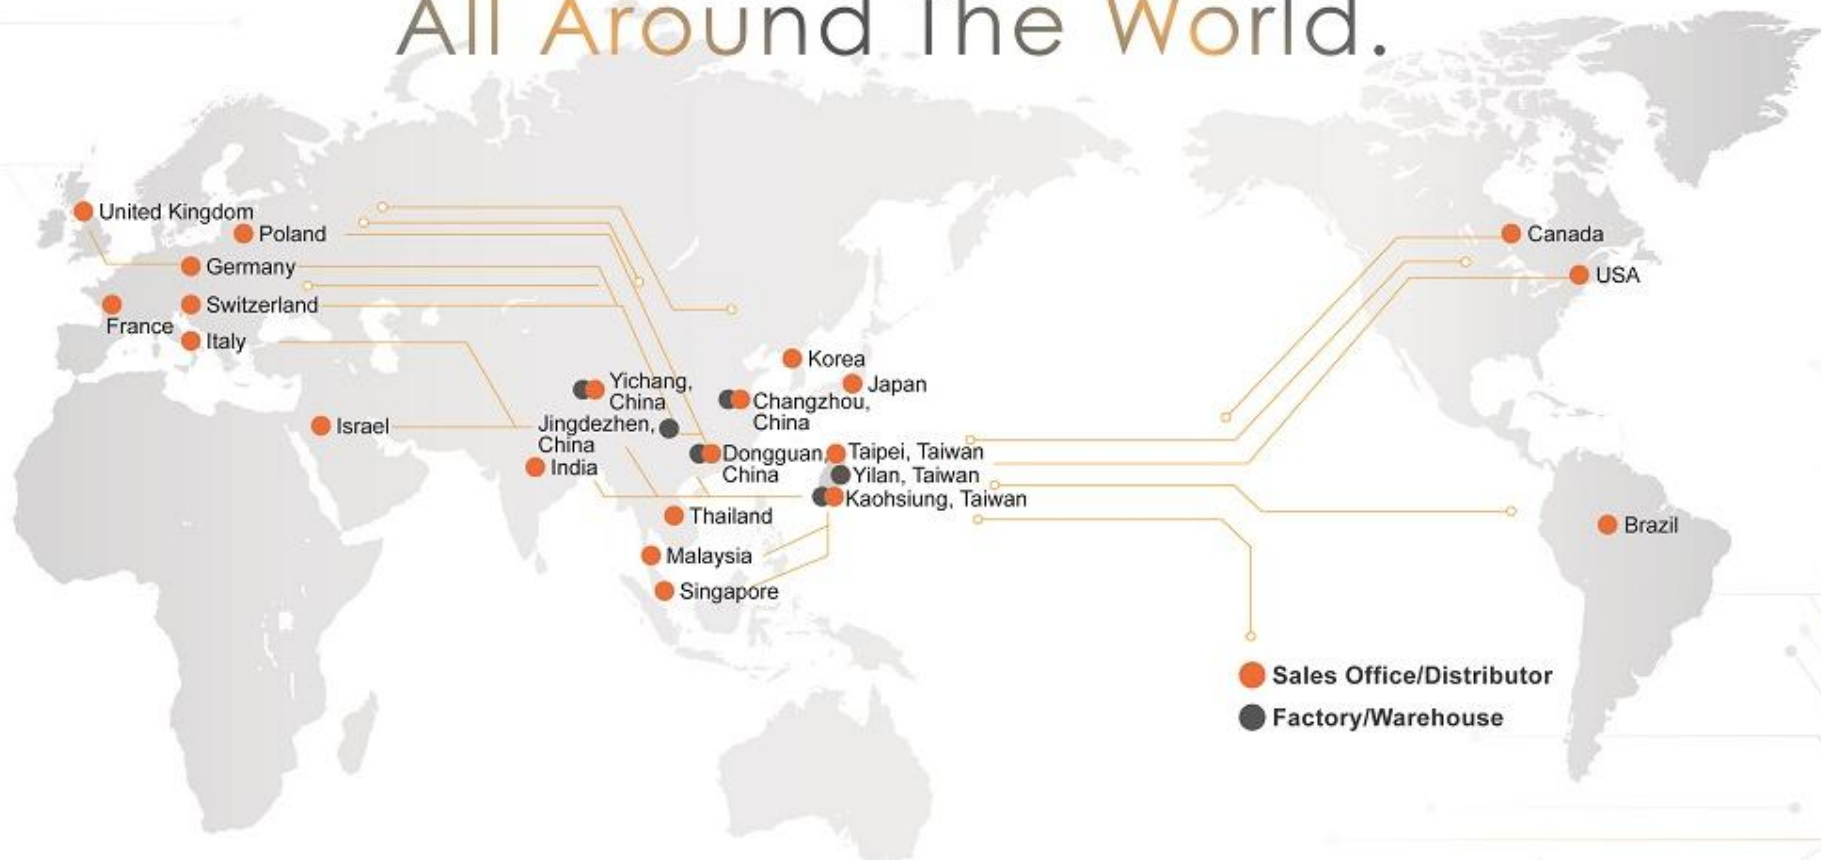 All Around The World.
United Kingdom
Poland
Germany
Switzerland
France
Italy
Israel
Korea
Japan
Yichang,
China
Changzhou,
China
Jingdezhen,
China
India
Dongguan,
China
Taipei, Taiwan
Yilan, Taiwan
Kaohsiung, Taiwan
Thailand
Malaysia
Singapore
Canada
USA
Brazil
Sales Office/Distributor
Factory/Warehouse